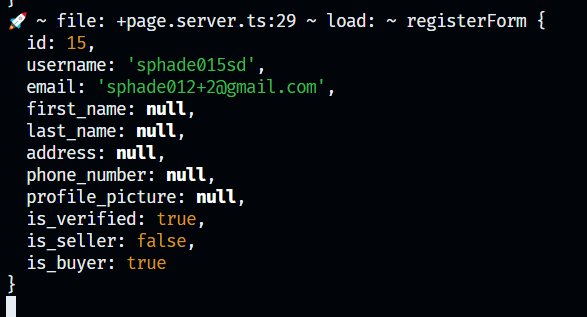 }
🚀 ~ file: +page.server.ts:29 ~ load: ~ registerForm {
  id: 15,
  username: 'sphade015sd',
  email: 'sphade012+2@gmail.com',
  first_name: null,
  last_name: null,
  address: null,
  phone_number: null,
  profile_picture: null,
  is_verified: true,
  is_seller: false,
  is_buyer: true
}